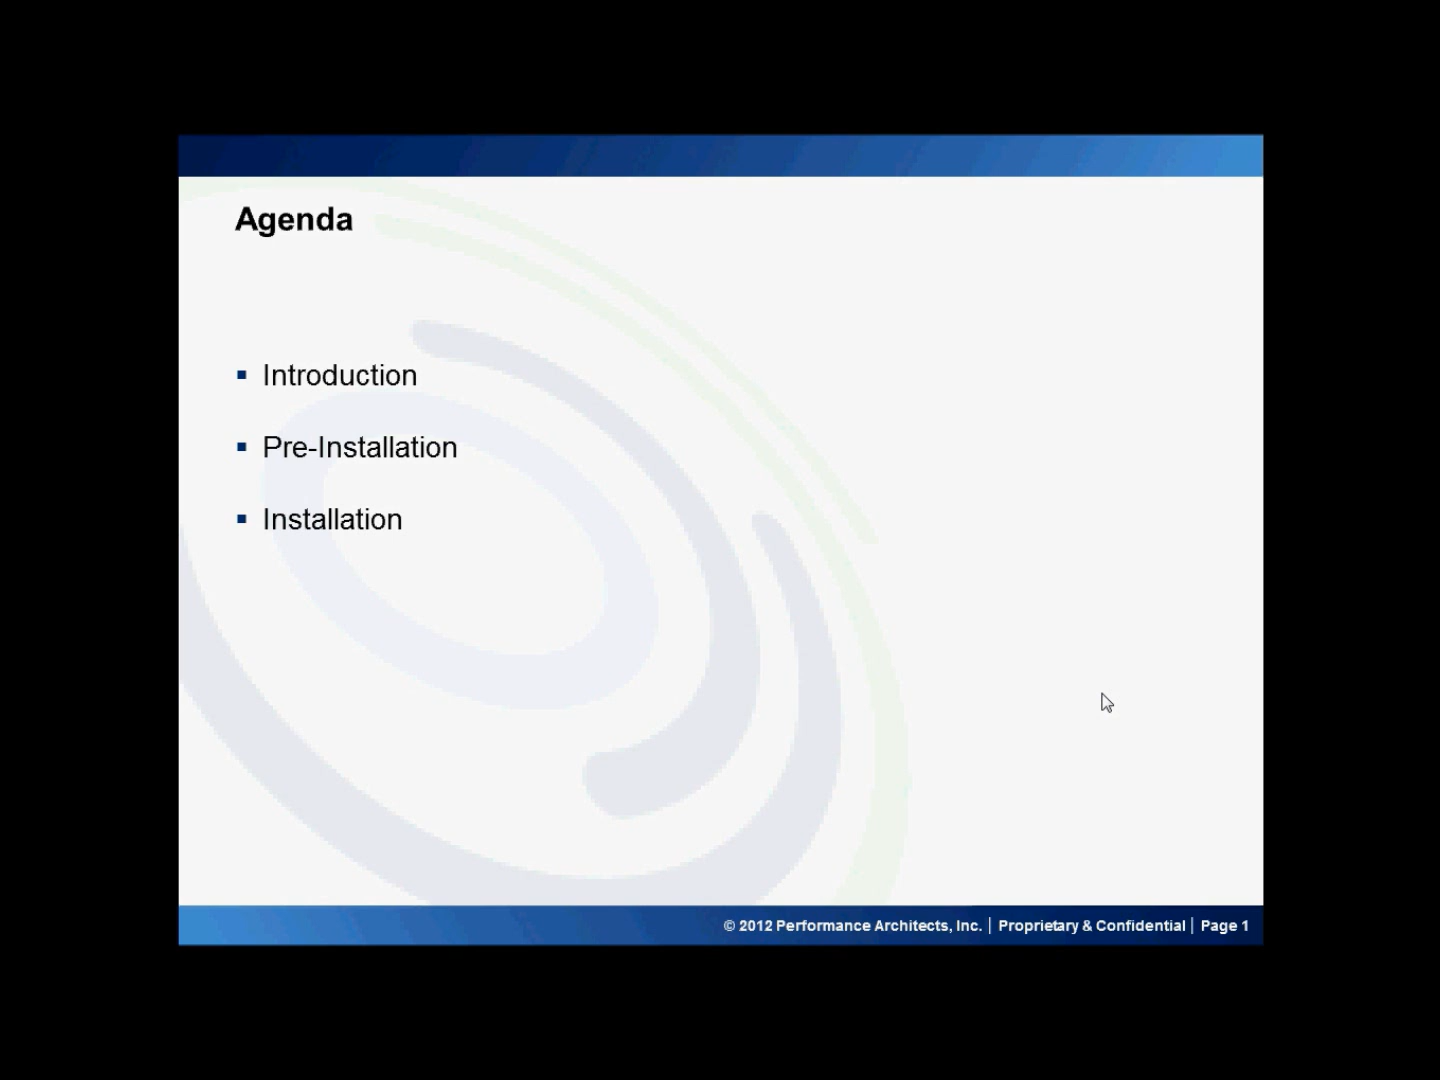 Agenda
Introduction
Pre-Installation
Installation
© 2012 Performance Architects, Inc. | Proprietary & Confidential | Page 1